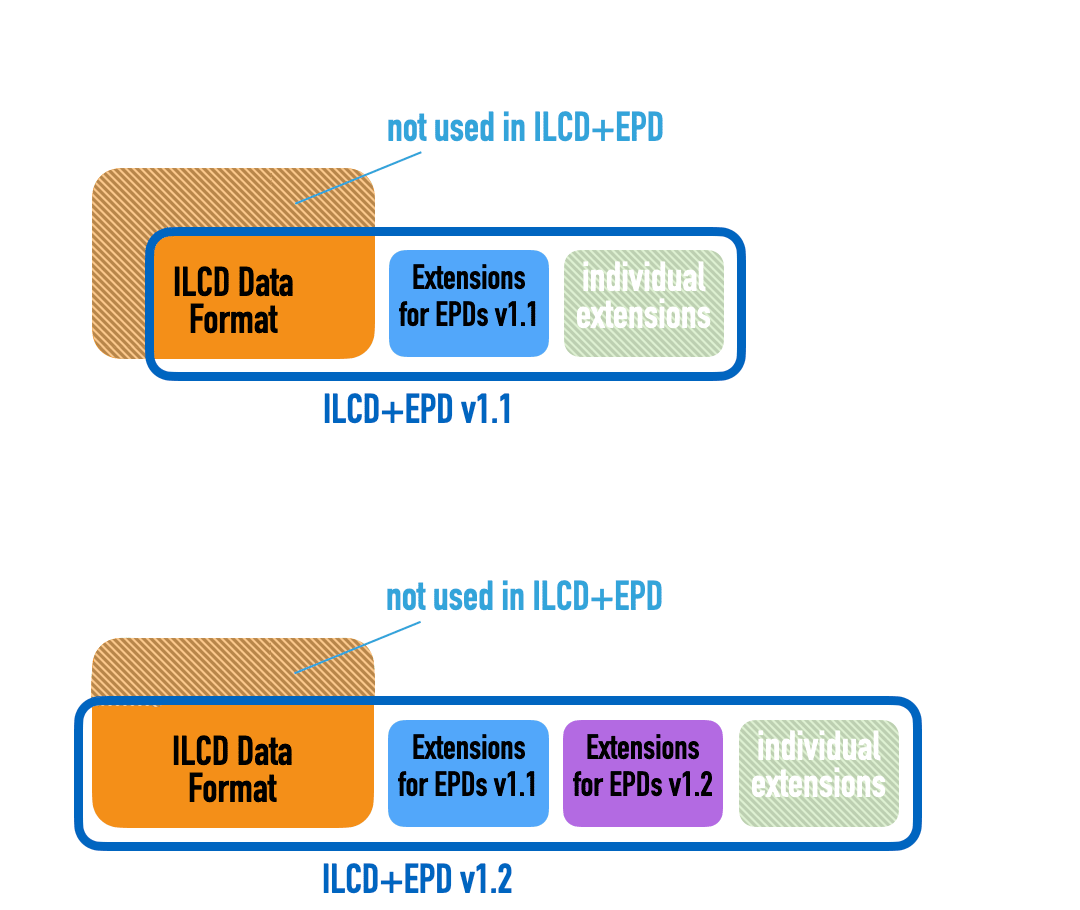 not used in ILCD+EPD
ILCD Data
Format
Extensions
for EPDs v1.1
individual
extensions
ILCD+EPD v1.1
not used in ILCD+EPD
ILCD Data
Format
Extensions
for EPDs v1.1
Extensions
for EPDs v1.2
individual
extensions
ILCD+EPD v1.2